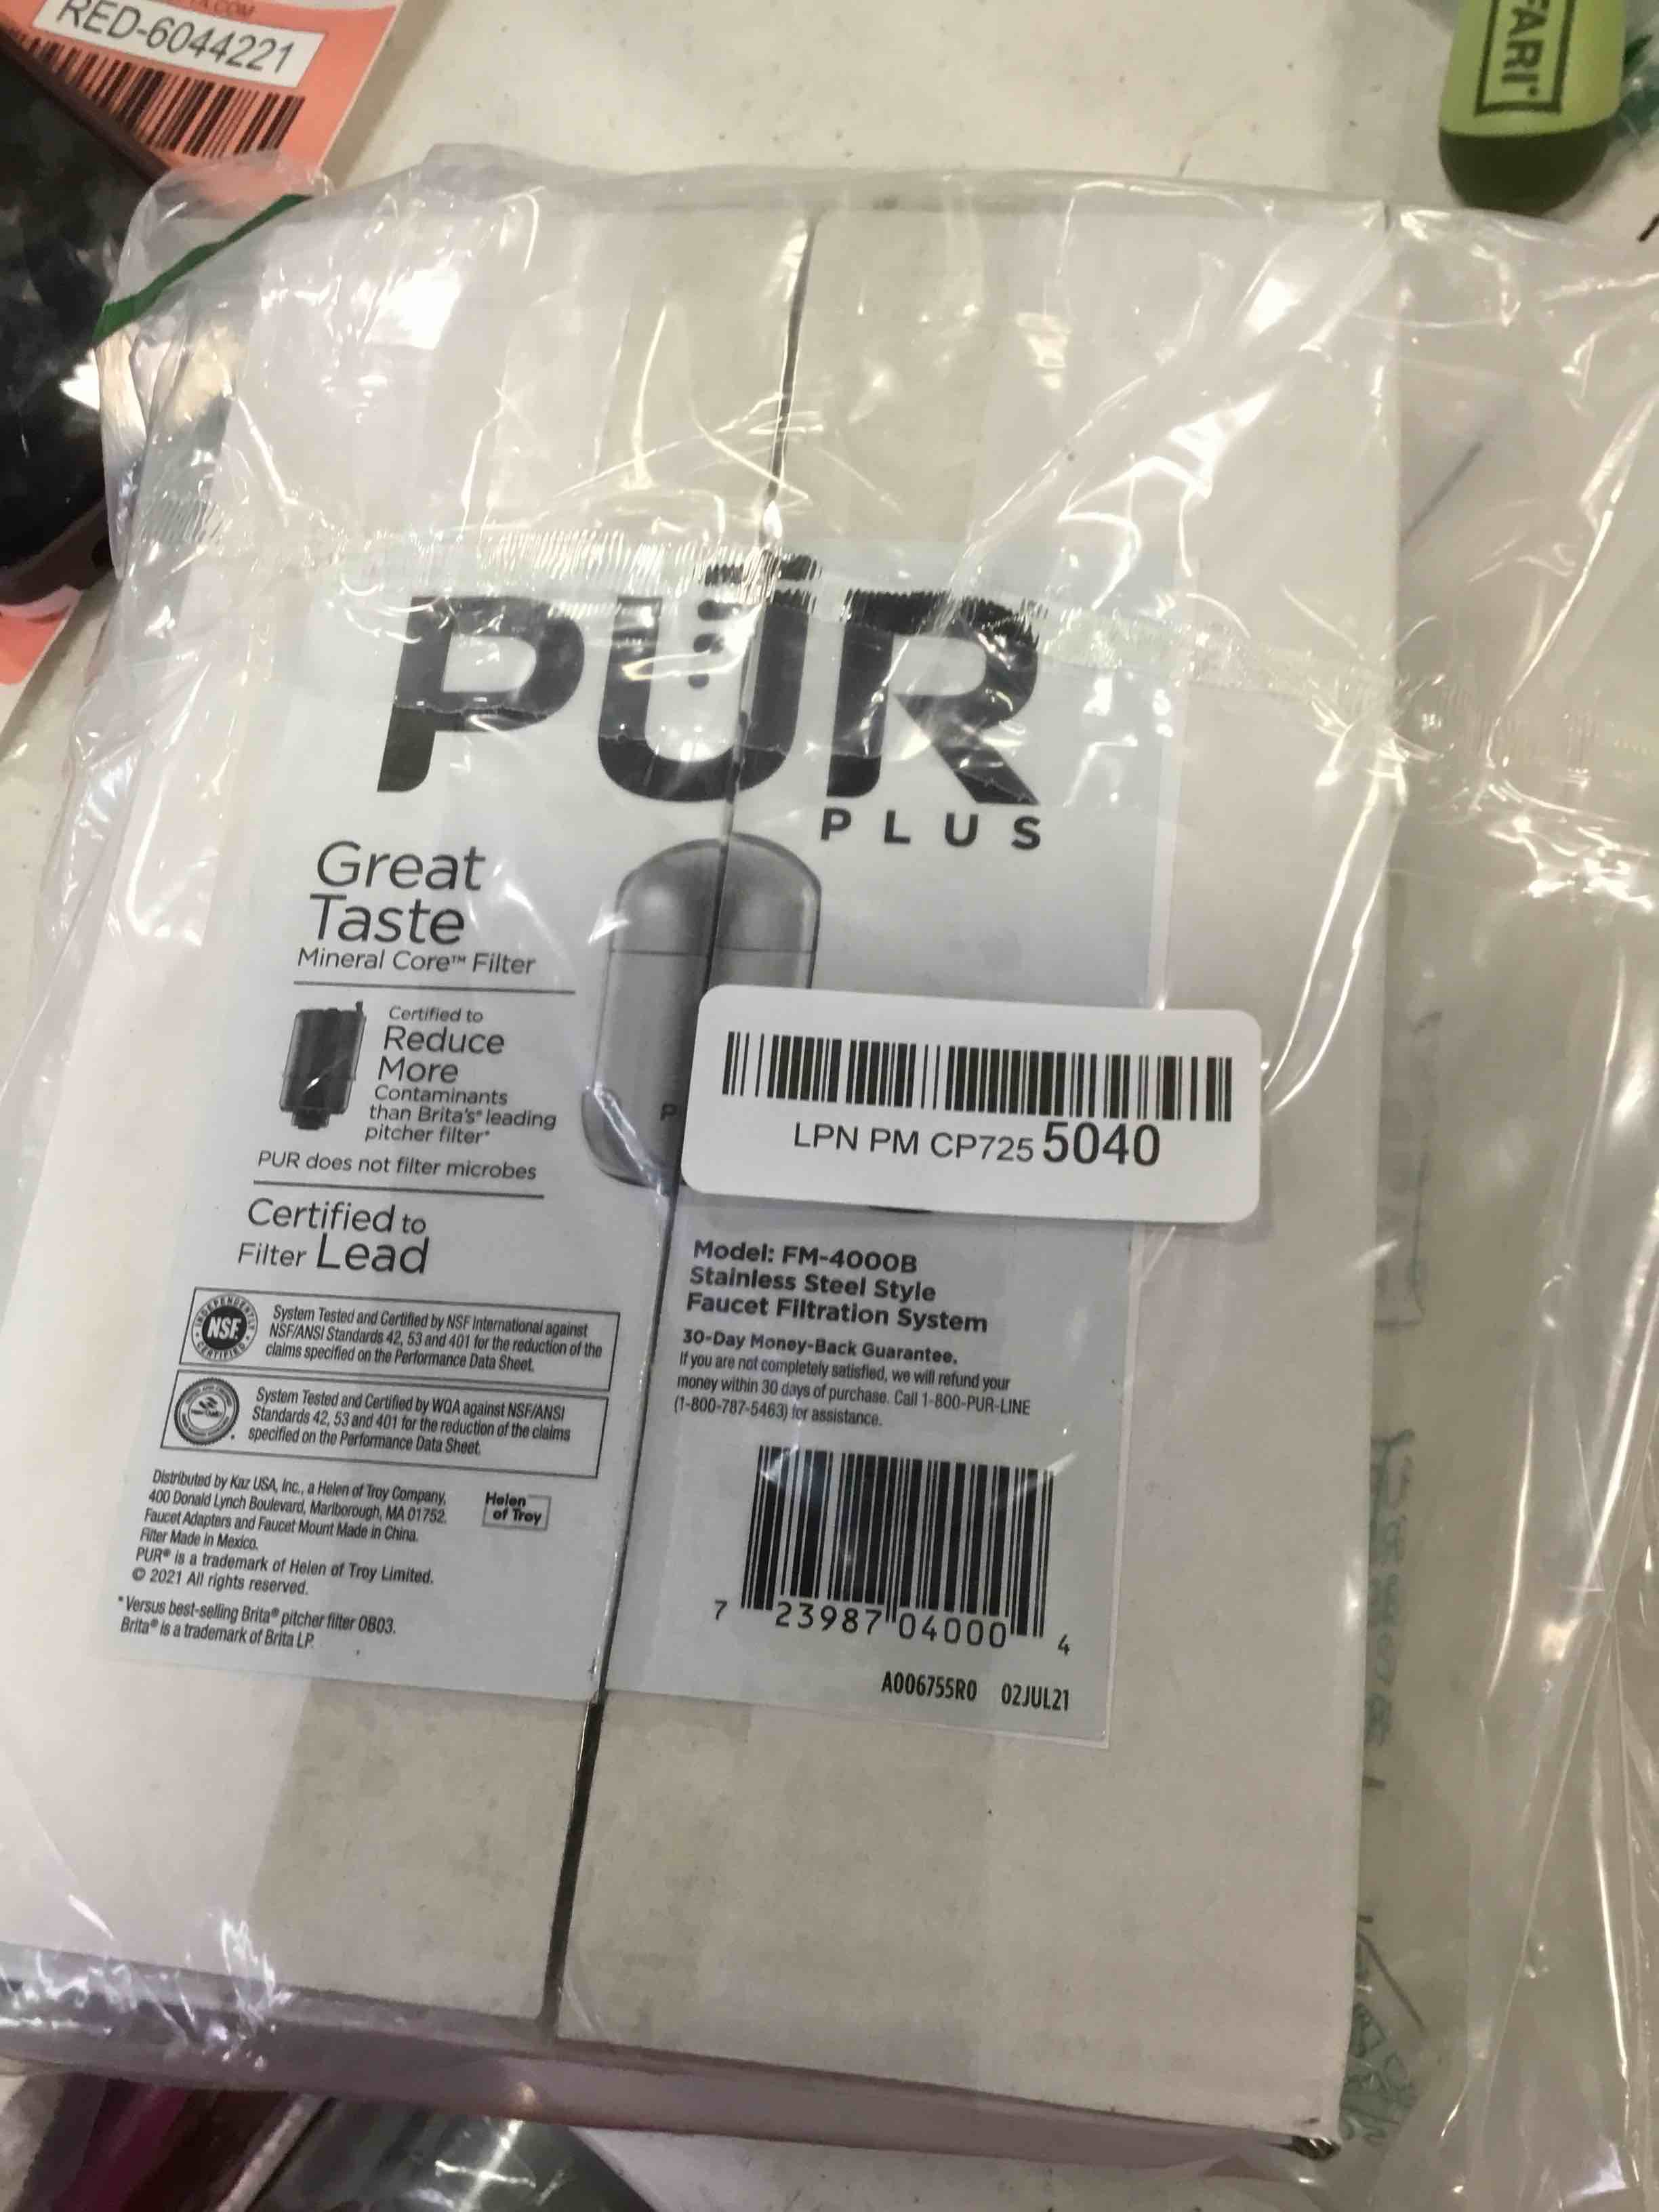 RED-6044221
FARI
PUR
PLUS
Great
Taste
Mineral Core™ Filter
Certified to
Reduce
More
Contaminants
than Brita's® leading
pitcher filter*
PUR does not filter microbes
Certified to
Filter Lead
INDEPENDENTLY
NSF
CERTIFIED
System Tested and Certified by NSF International against
NSF/ANSI Standards 42, 53 and 401 for the reduction of the
claims specified on the Performance Data Sheet.
System Tested and Certified by WQA against NSF/ANSI
Standards 42, 53 and 401 for the reduction of the claims
specified on the Performance Data Sheet.
Distributed by Kaz USA, Inc., a Helen of Troy Company,
400 Donald Lynch Boulevard, Marlborough, MA 01752.
Faucet Adapters and Faucet Mount Made in China.
Filter Made in Mexico.
PUR® is a trademark of Helen of Troy Limited.
© 2021 All rights reserved.
Helen
of Troy
*Versus best-selling Brita® pitcher filter OB03.
Brita® is a trademark of Brita LP.
P
LPN PM CP725 5040
Model: FM-4000B
Stainless Steel Style
Faucet Filtration System
30-Day Money-Back Guarantee.
If you are not completely satisfied, we will refund your
money within 30 days of purchase. Call 1-800-PUR-LINE
(1-800-787-5463) for assistance.
7 23987 04000 4
A006755R0 02JUL21